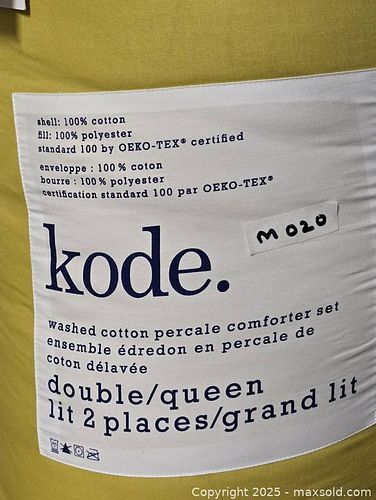 shell: 100% cotton
fill: 100% polyester
standard 100 by OEKO-TEX® certified
enveloppe : 100 % coton
bourre : 100 % polyester
certification standard 100 par OEKO-TEX®
kode.
M020
washed cotton percale comforter set
ensemble édredon en percale de
coton délavée
double/queen
lit 2 places/grand lit
Copyright © 2025 - maxsold.com